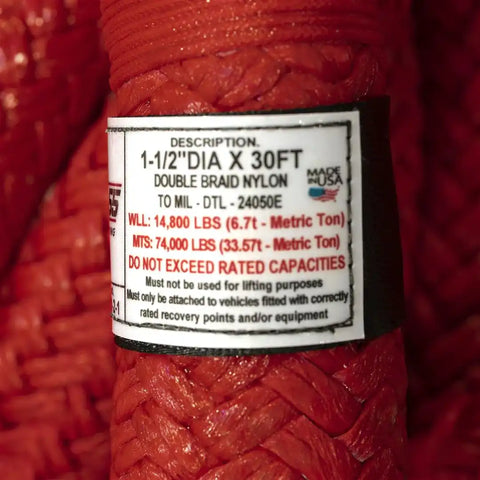 DESCRIPTION.
1-1/2"DIA X 30FT
DOUBLE BRAID NYLON
MADE
IN USA
TO MIL - DTL - 24050E
WLL: 14,800 LBS (6.7t - Metric Ton)
MTS: 74,000 LBS (33.57t - Metric Ton)
DO NOT EXCEED RATED CAPACITIES
Must not be used for lifting purposes
Must only be attached to vehicles fitted with correctly
rated recovery points and/or equipment